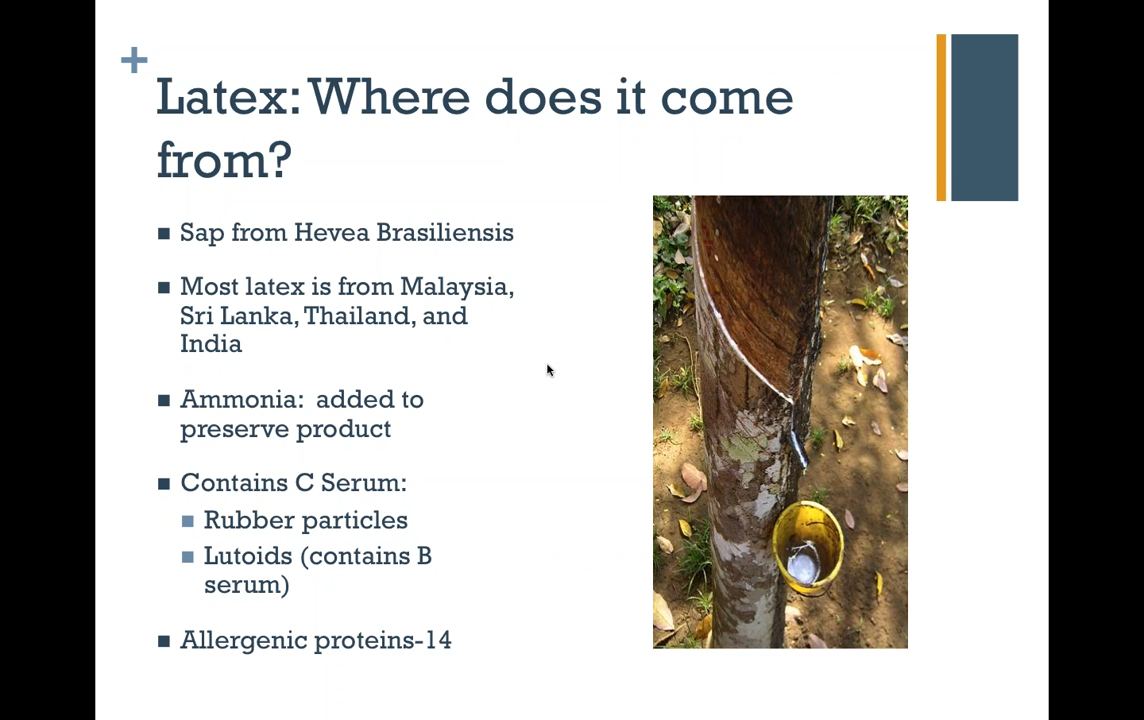 +
Latex: Where does it come
from?
■ Sap from Hevea Brasiliensis
■ Most latex is from Malaysia,
Sri Lanka, Thailand, and
India
■ Ammonia:  added to
preserve product
■ Contains C Serum:
■ Rubber particles
■ Lutoids (contains B
serum)
■ Allergenic proteins-14